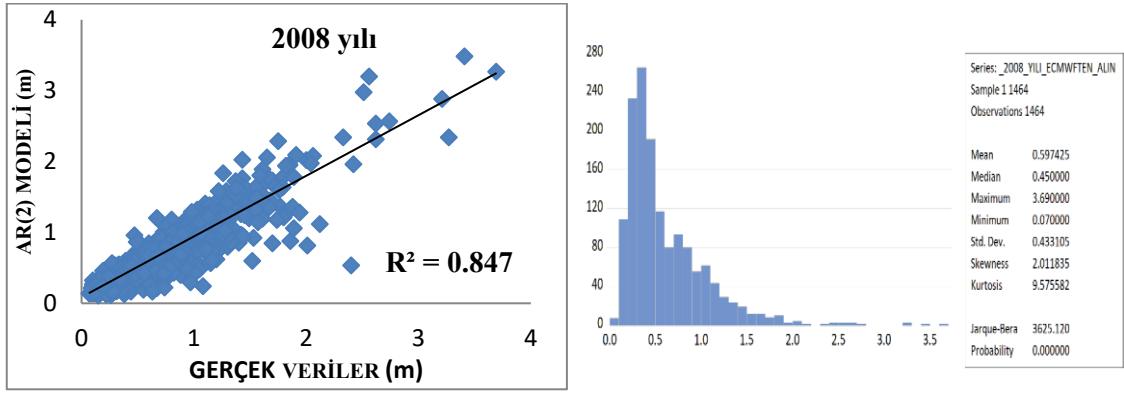 2008 yılı
4
3
2
1
0
AR(2) MODELİ (m)
R² = 0.847
0 1 2 3 4
GERÇEK VERİLER (m)
280
240
200
160
120
80
40
0
0.0 0.5 1.0 1.5 2.0 2.5 3.0 3.5
Series: _2008_YILI_ECMWFTEN_ALIN
Sample 1 1464
Observations 1464
Mean 0.597425
Median 0.450000
Maximum 3.690000
Minimum 0.070000
Std. Dev. 0.433105
Skewness 2.011835
Kurtosis 9.575582
Jarque-Bera 3625.120
Probability 0.000000